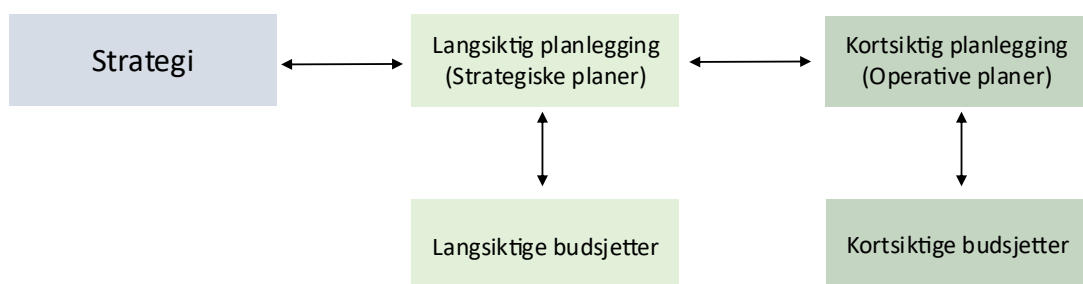 Strategi
Langsiktig planlegging
(Strategiske planer)
Kortsiktig planlegging
(Operative planer)
Langsiktige budsjetter
Kortsiktige budsjetter